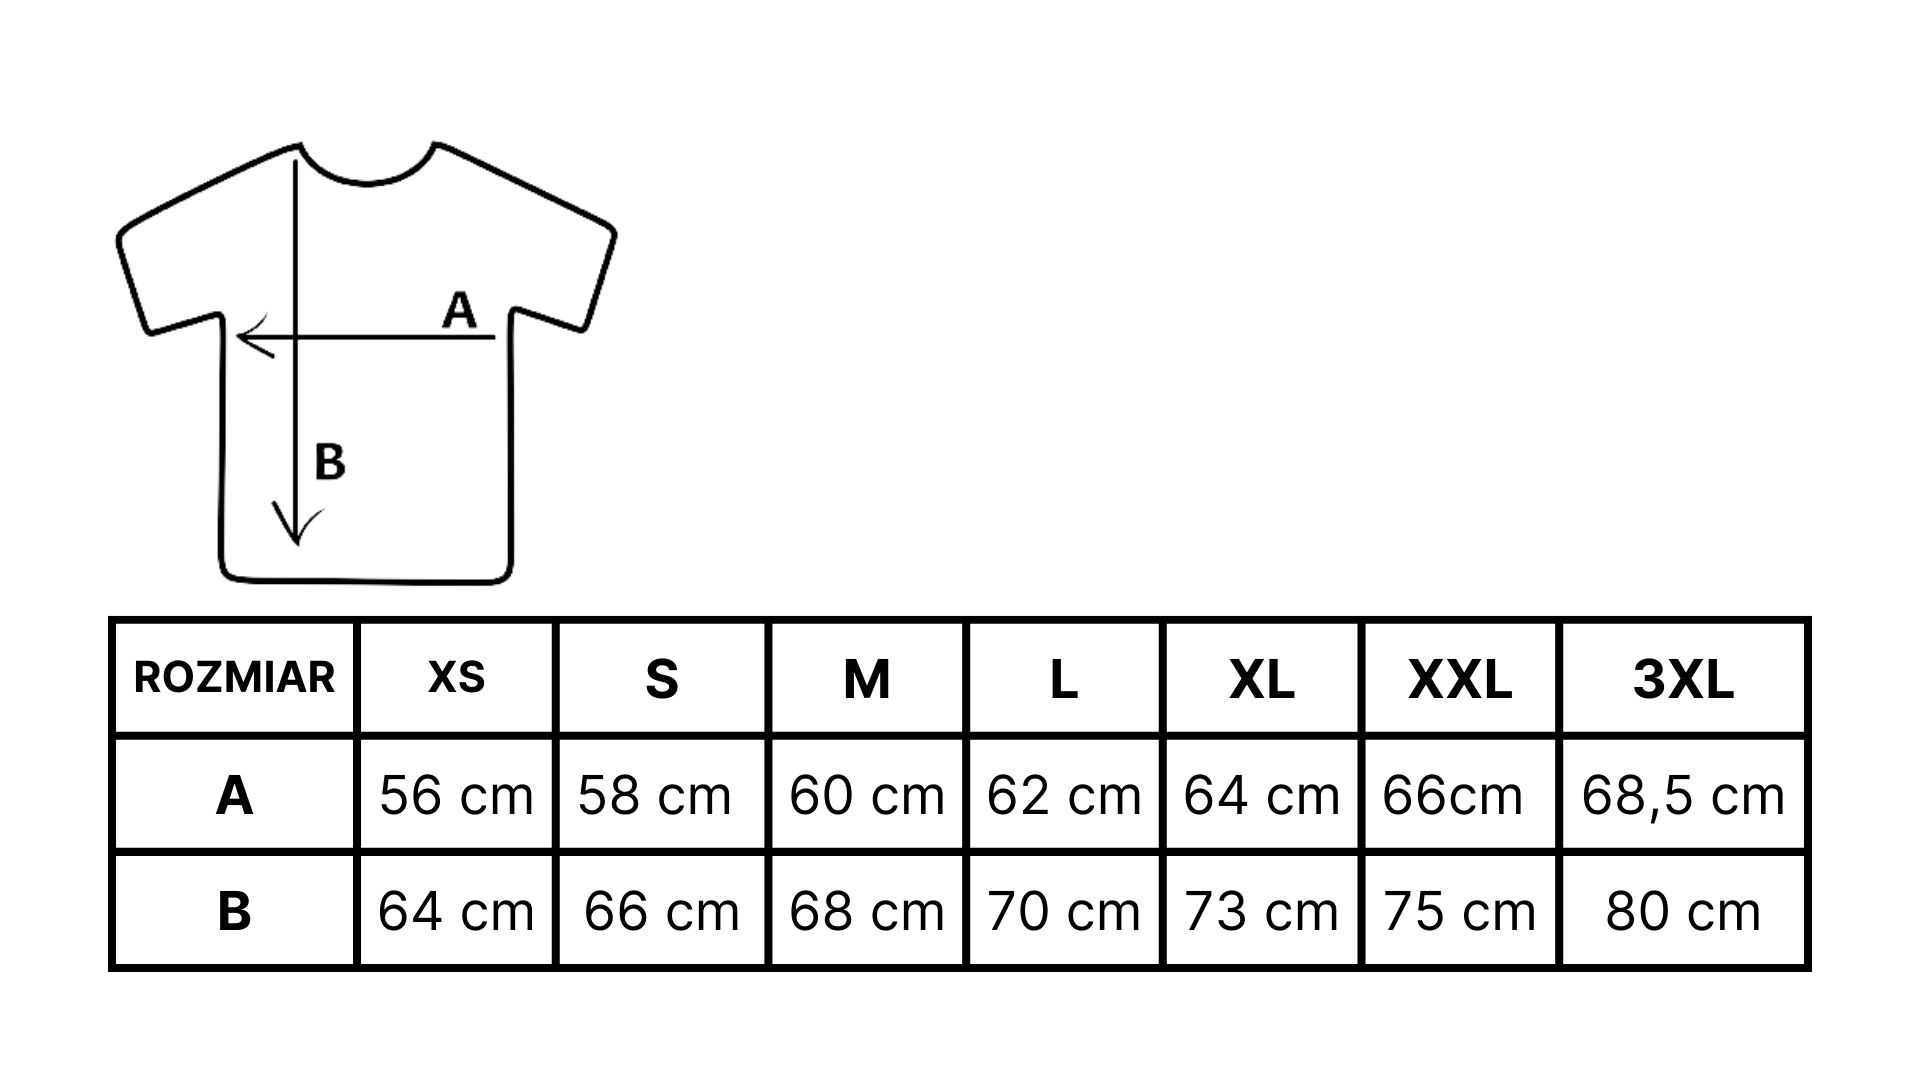 A
B
ROZMIAR XS S M L XL XXL 3XL
A 56 cm 58 cm 60 cm 62 cm 64 cm 66cm 68,5 cm
B 64 cm 66 cm 68 cm 70 cm 73 cm 75 cm 80 cm